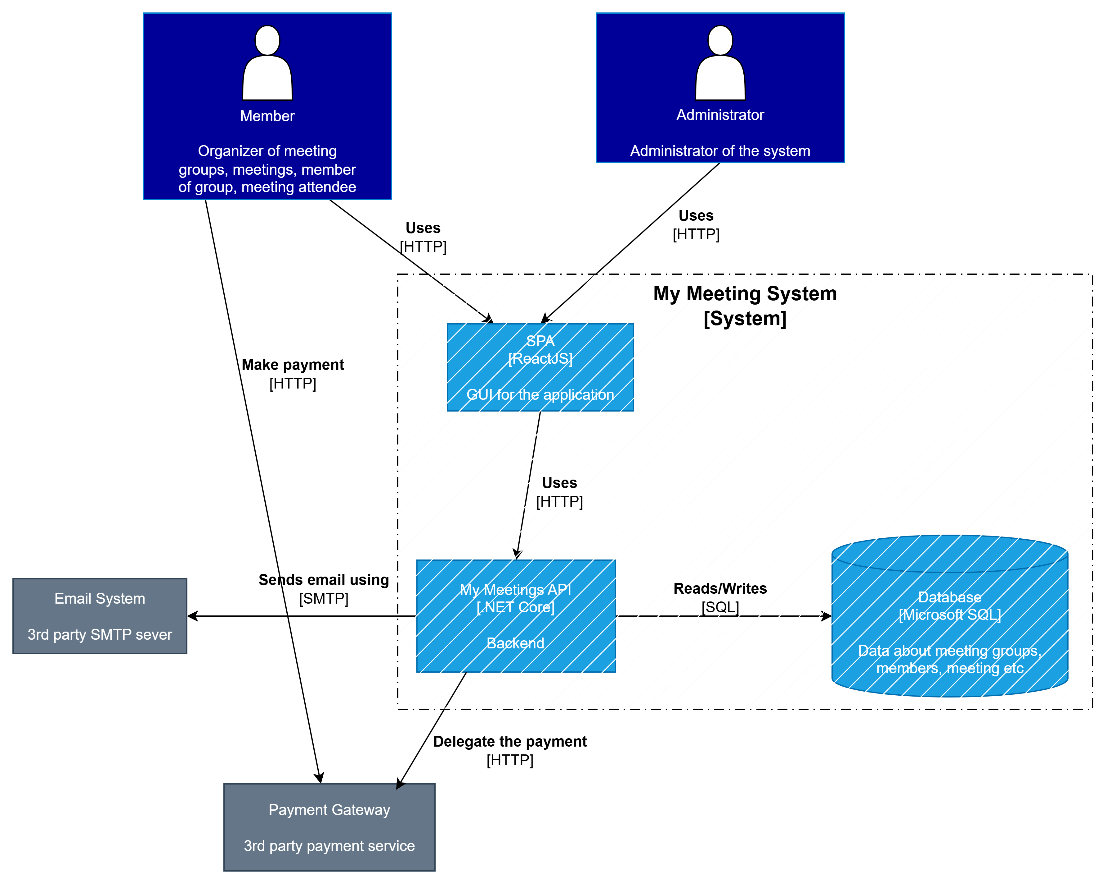 Member
Organizer of meeting
groups, meetings, member
of group, meeting attendee
Administrator
Administrator of the system
Uses
[HTTP]
Uses
[HTTP]
My Meeting System
[System]
SPA
[ReactJS]
GUI for the application
Make payment
[HTTP]
Uses
[HTTP]
Email System
3rd party SMTP sever
Sends email using
[SMTP]
My Meetings API
[.NET Core]
Backend
Reads/Writes
[SQL]
Database
[Microsoft SQL]
Data about meeting groups,
members, meeting etc
Delegate the payment
[HTTP]
Payment Gateway
3rd party payment service